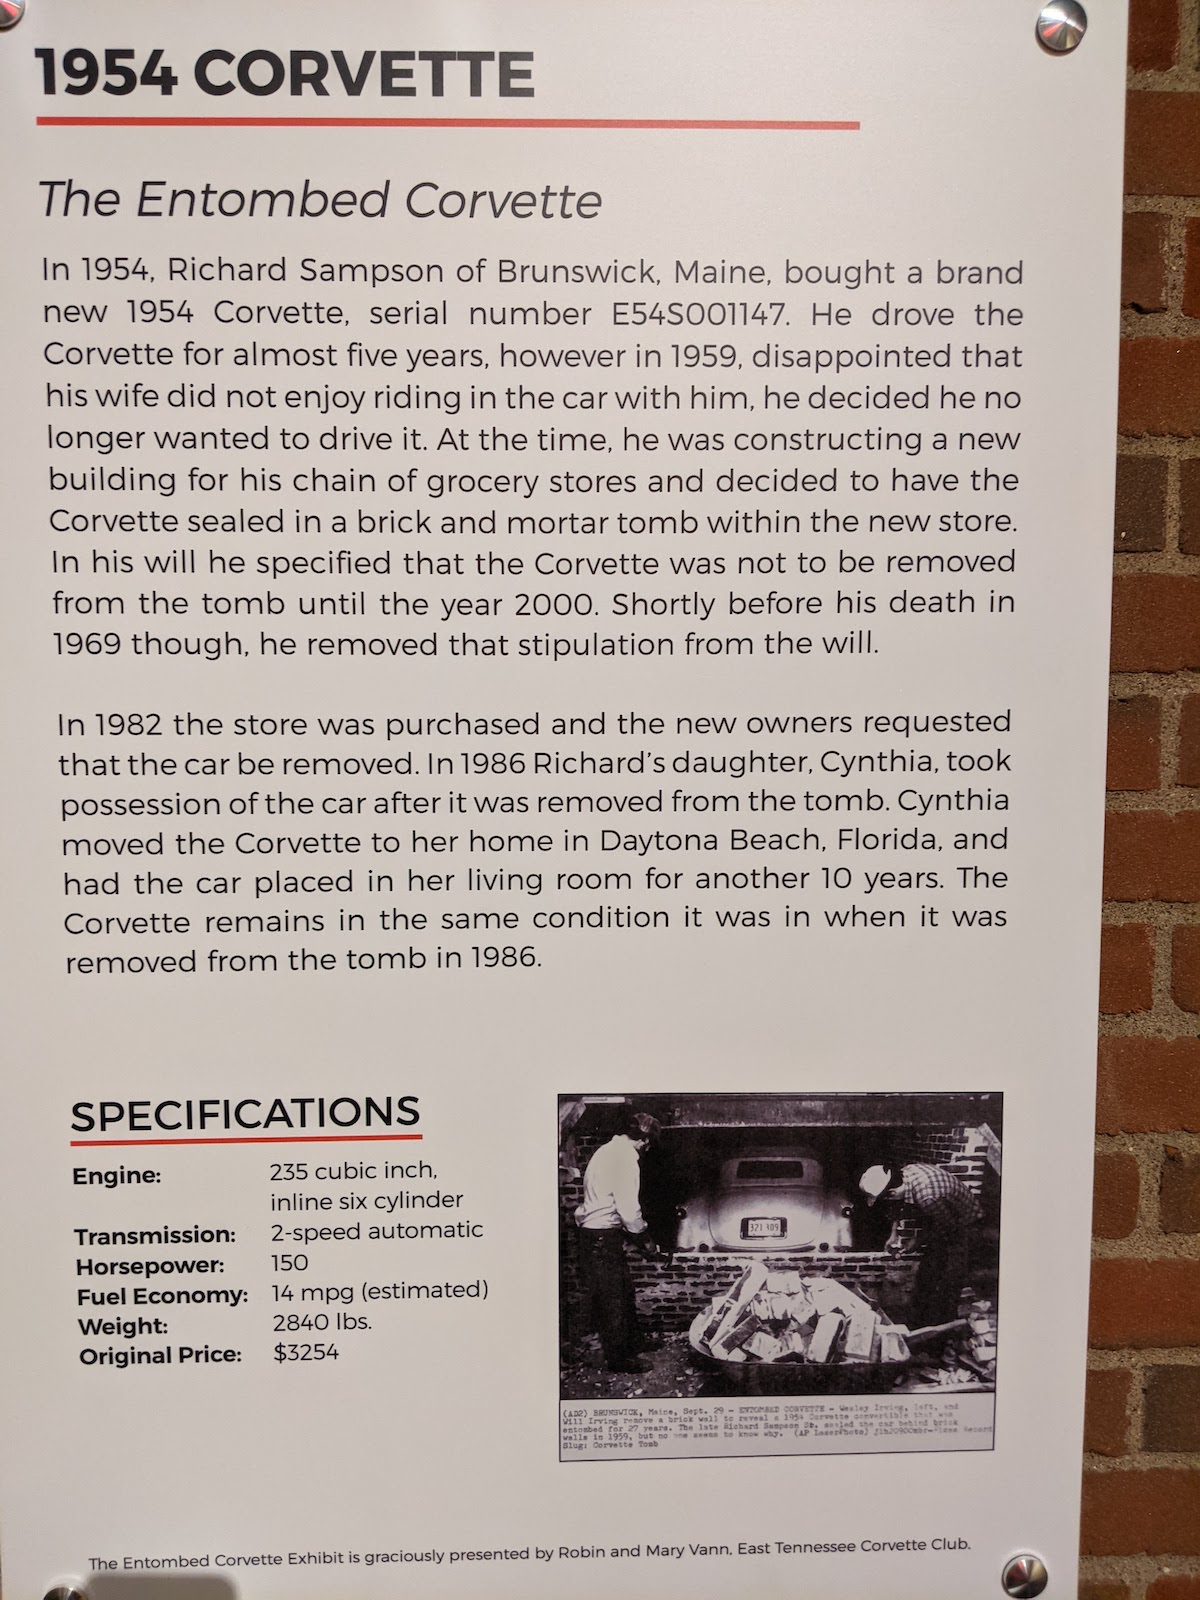 1954 CORVETTE
The Entombed Corvette
In 1954, Richard Sampson of Brunswick, Maine, bought a brand
new 1954 Corvette, serial number E54S001147. He drove the
Corvette for almost five years, however in 1959, disappointed that
his wife did not enjoy riding in the car with him, he decided he no
longer wanted to drive it. At the time, he was constructing a new
building for his chain of grocery stores and decided to have the
Corvette sealed in a brick and mortar tomb within the new store.
In his will he specified that the Corvette was not to be removed
from the tomb until the year 2000. Shortly before his death in
1969 though, he removed that stipulation from the will.
In 1982 the store was purchased and the new owners requested
that the car be removed. In 1986 Richard's daughter, Cynthia, took
possession of the car after it was removed from the tomb. Cynthia
moved the Corvette to her home in Daytona Beach, Florida, and
had the car placed in her living room for another 10 years. The
Corvette remains in the same condition it was in when it was
removed from the tomb in 1986.
SPECIFICATIONS
Engine: 235 cubic inch,
inline six cylinder
Transmission: 2-speed automatic
Horsepower: 150
Fuel Economy: 14 mpg (estimated)
Weight: 2840 lbs.
Original Price: $3254
(AD2) BRUNSWICK, Maine, Sept. 29 - ENTOMBED CORVETTE - Wesley Irving, left, and
Will Irving remove a brick wall to reveal a 1954 Corvette convertible that was
entombed for 27 years. The late Richard Sampson Sr. sealed the car behind brick
walls in 1959, but no one seems to know why. (AP Laserphoto) Record
Slug: Corvette Tomb
The Entombed Corvette Exhibit is graciously presented by Robin and Mary Vann, East Tennessee Corvette Club.